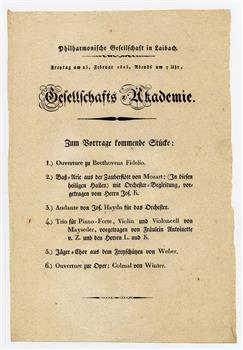 Philharmonische Gesellschaft in Laibach.
Freytag am 25. Februar 1825, Abends um 7 Uhr,
Gesellschafts-Akademie.
Zum Vortrage kommende Stücke:
1.) Ouverture zu Beethovens Fidelio.
2.) Baß-Arie aus der Zauberflöte von Mozart: (In diesen
heiligen Hallen) mit Orchester-Begleitung, vor-
getragen vom Herrn Jos. K.
3.) Andante von Jos. Haydn für das Orchester.
4.) Trio für Piano-Forte, Violin und Violoncell von
Mayseder, vorgetragen von Fräulein Antoinette
v. Z. und den Herren L. und K.
5.) Jäger-Chor aus dem Freyschützen von Weber.
6.) Ouverture zur Oper: Colmal von Winter.